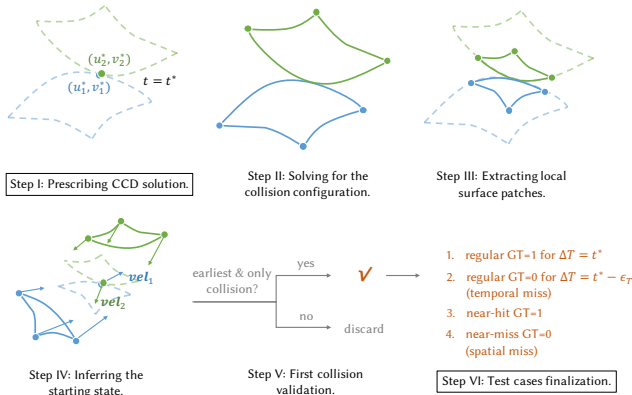 (u₂*, v₂*)
(u₁*, v₁*)
t = t*
Step I: Prescribing CCD solution.
Step II: Solving for the
collision configuration.
Step III: Extracting local
surface patches.
vel₁
vel₂
Step IV: Inferring the
starting state.
earliest & only
collision?
yes
no
discard
Step V: First collision
validation.
1. regular GT=1 for ΔT = t*
2. regular GT=0 for ΔT = t* − ϵ_T
(temporal miss)
3. near-hit GT=1
4. near-miss GT=0
(spatial miss)
Step VI: Test cases finalization.